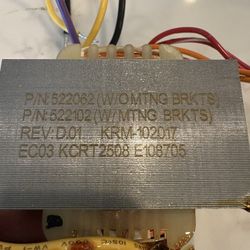 P/N:522062 (W/OMTNG BRKTS)
P/N:522102 (W/MTNG BRKTS)
REV:D.01 KRM-102017
EC03 KCRT2508 E108705